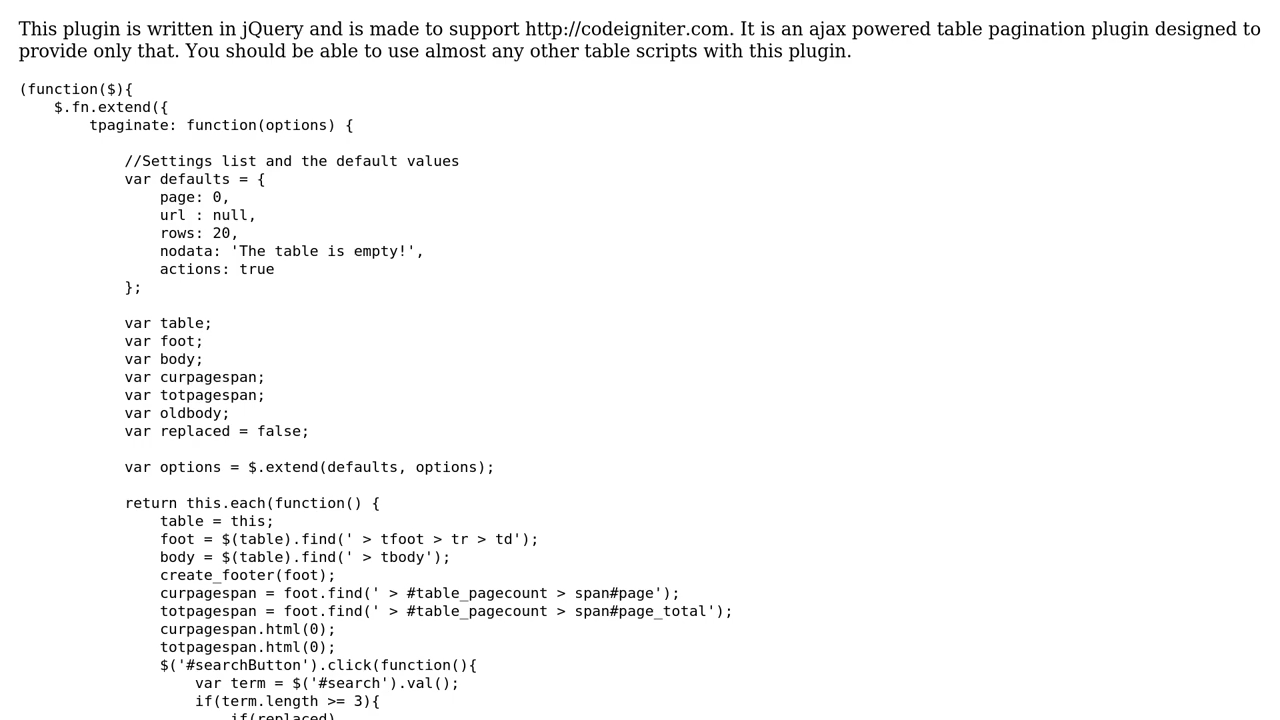 This plugin is written in jQuery and is made to support http://codeigniter.com. It is an ajax powered table pagination plugin designed to
provide only that. You should be able to use almost any other table scripts with this plugin.
(function($){
    $.fn.extend({
        tpaginate: function(options) {
            //Settings list and the default values
            var defaults = {
                page: 0,
                url : null,
                rows: 20,
                nodata: 'The table is empty!',
                actions: true
            };
            var table;
            var foot;
            var body;
            var curpagespan;
            var totpagespan;
            var oldbody;
            var replaced = false;
            var options = $.extend(defaults, options);
            return this.each(function() {
                table = this;
                foot = $(table).find(' > tfoot > tr > td');
                body = $(table).find(' > tbody');
                create_footer(foot);
                curpagespan = foot.find(' > #table_pagecount > span#page');
                totpagespan = foot.find(' > #table_pagecount > span#page_total');
                curpagespan.html(0);
                totpagespan.html(0);
                $('#searchButton').click(function(){
                    var term = $('#search').val();
                    if(term.length >= 3){
                        if(replaced)